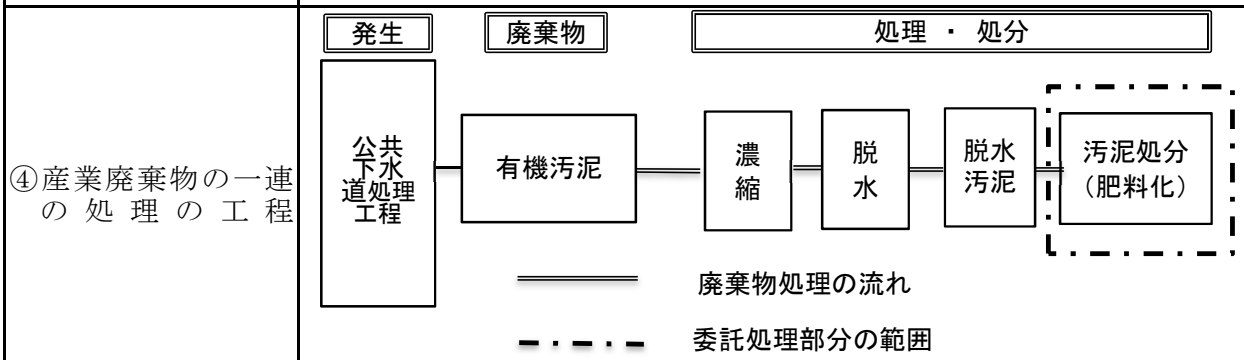 ④産業廃棄物の一連
の処理の工程
発生
廃棄物
処理・処分
公共
下水
道処理
工程
有機汚泥
濃
縮
脱
水
脱水
汚泥
汚泥処分
（肥料化）
廃棄物処理の流れ
委託処理部分の範囲